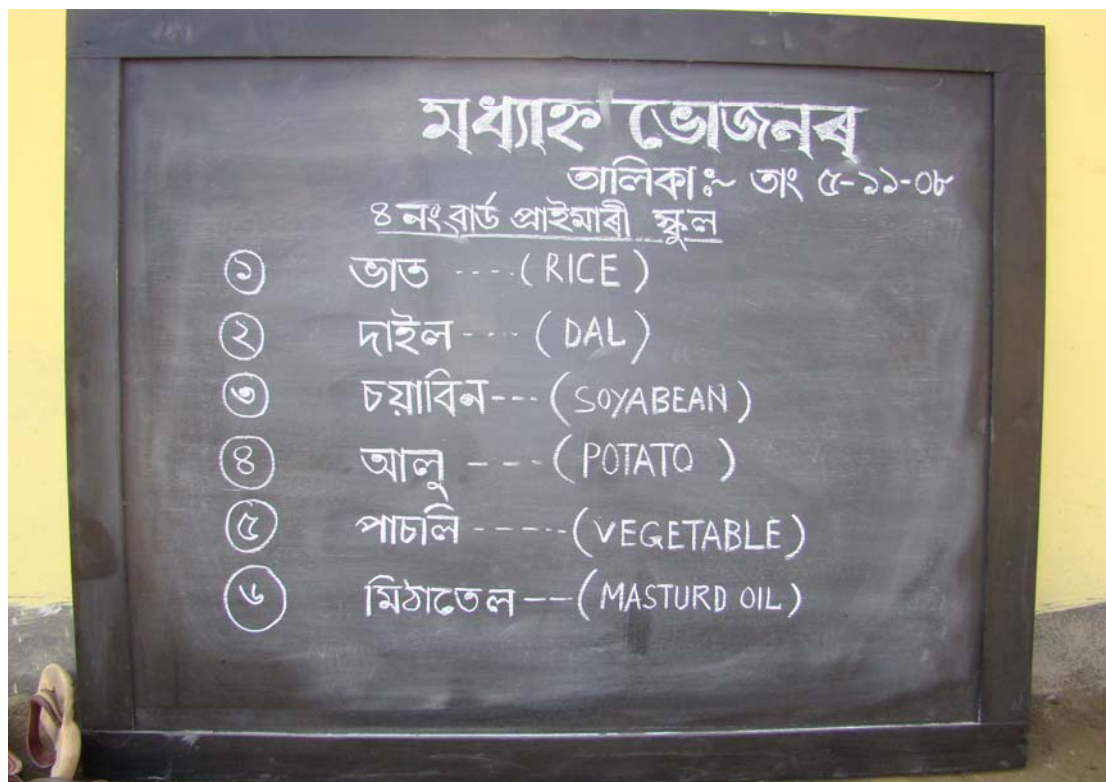 মধ্যাহ্ন ভোজনৰ
তালিকা :~ তাং ৫-১১-০৮
৪ নং ৱাৰ্ড প্ৰাইমাৰী স্কুল
১ ভাত ---- (RICE)
২ দাইল ---- (DAL)
৩ চয়াবিন --- (SOYABEAN)
৪ আলু --- (POTATO)
৫ পাচলি ----- (VEGETABLE)
৬ মিঠাতেল -- (MASTURD OIL)